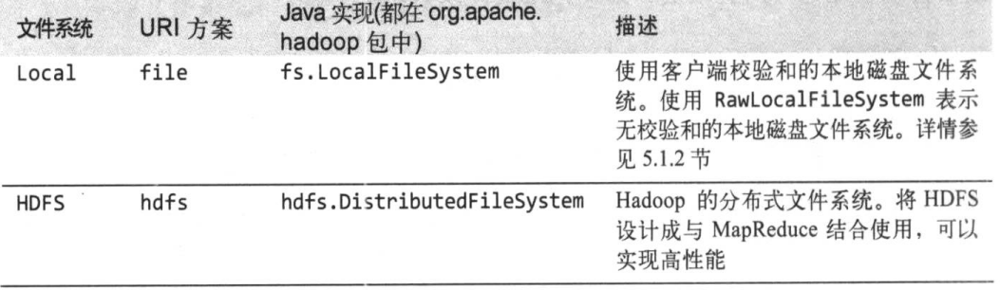 文件系统 URI 方案 Java 实现(都在 org.apache.
hadoop 包中) 描述
Local file fs.LocalFileSystem 使用客户端校验和的本地磁盘文件系
统。使用 RawLocalFileSystem 表示
无校验和的本地磁盘文件系统。详情参
见 5.1.2 节
HDFS hdfs hdfs.DistributedFileSystem Hadoop 的分布式文件系统。将 HDFS
设计成与 MapReduce 结合使用，可以
实现高性能